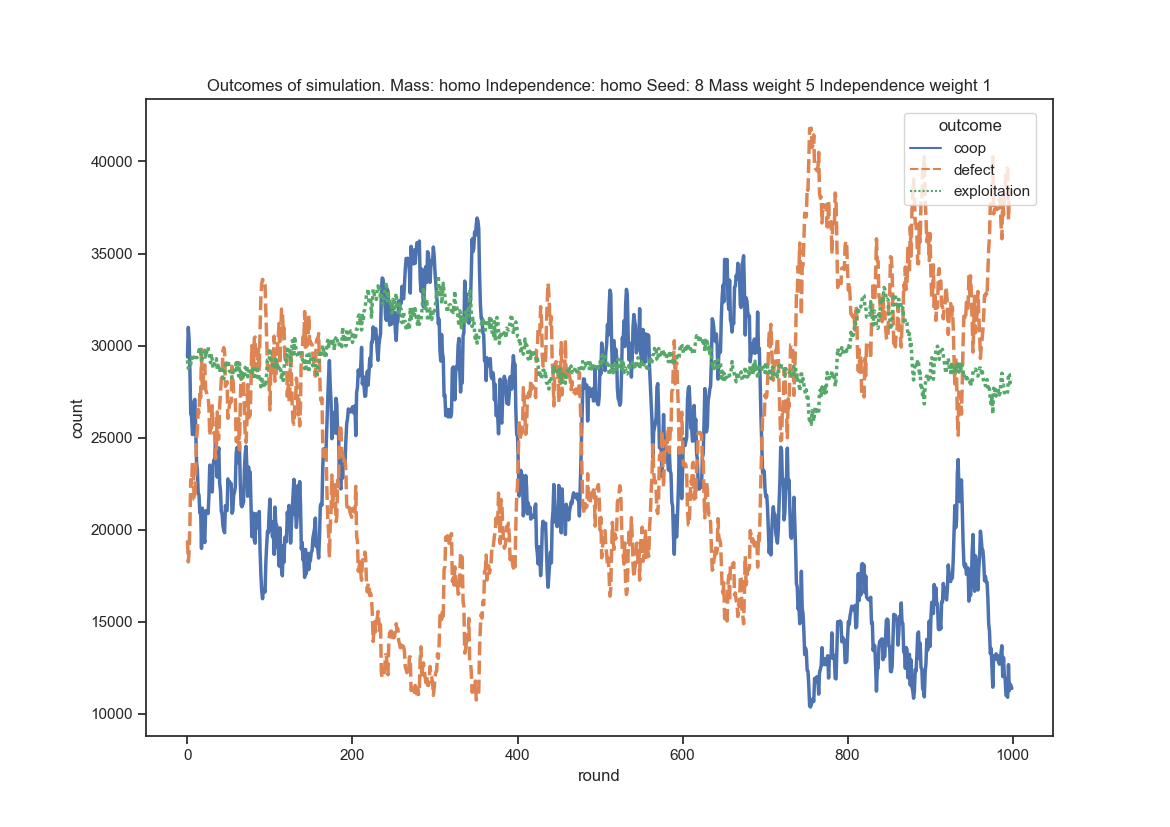 Outcomes of simulation. Mass: homo Independence: homo Seed: 8 Mass weight 5 Independence weight 1
outcome
coop
defect
exploitation
count
40000
35000
30000
25000
20000
15000
10000
0
200
400
600
800
1000
round